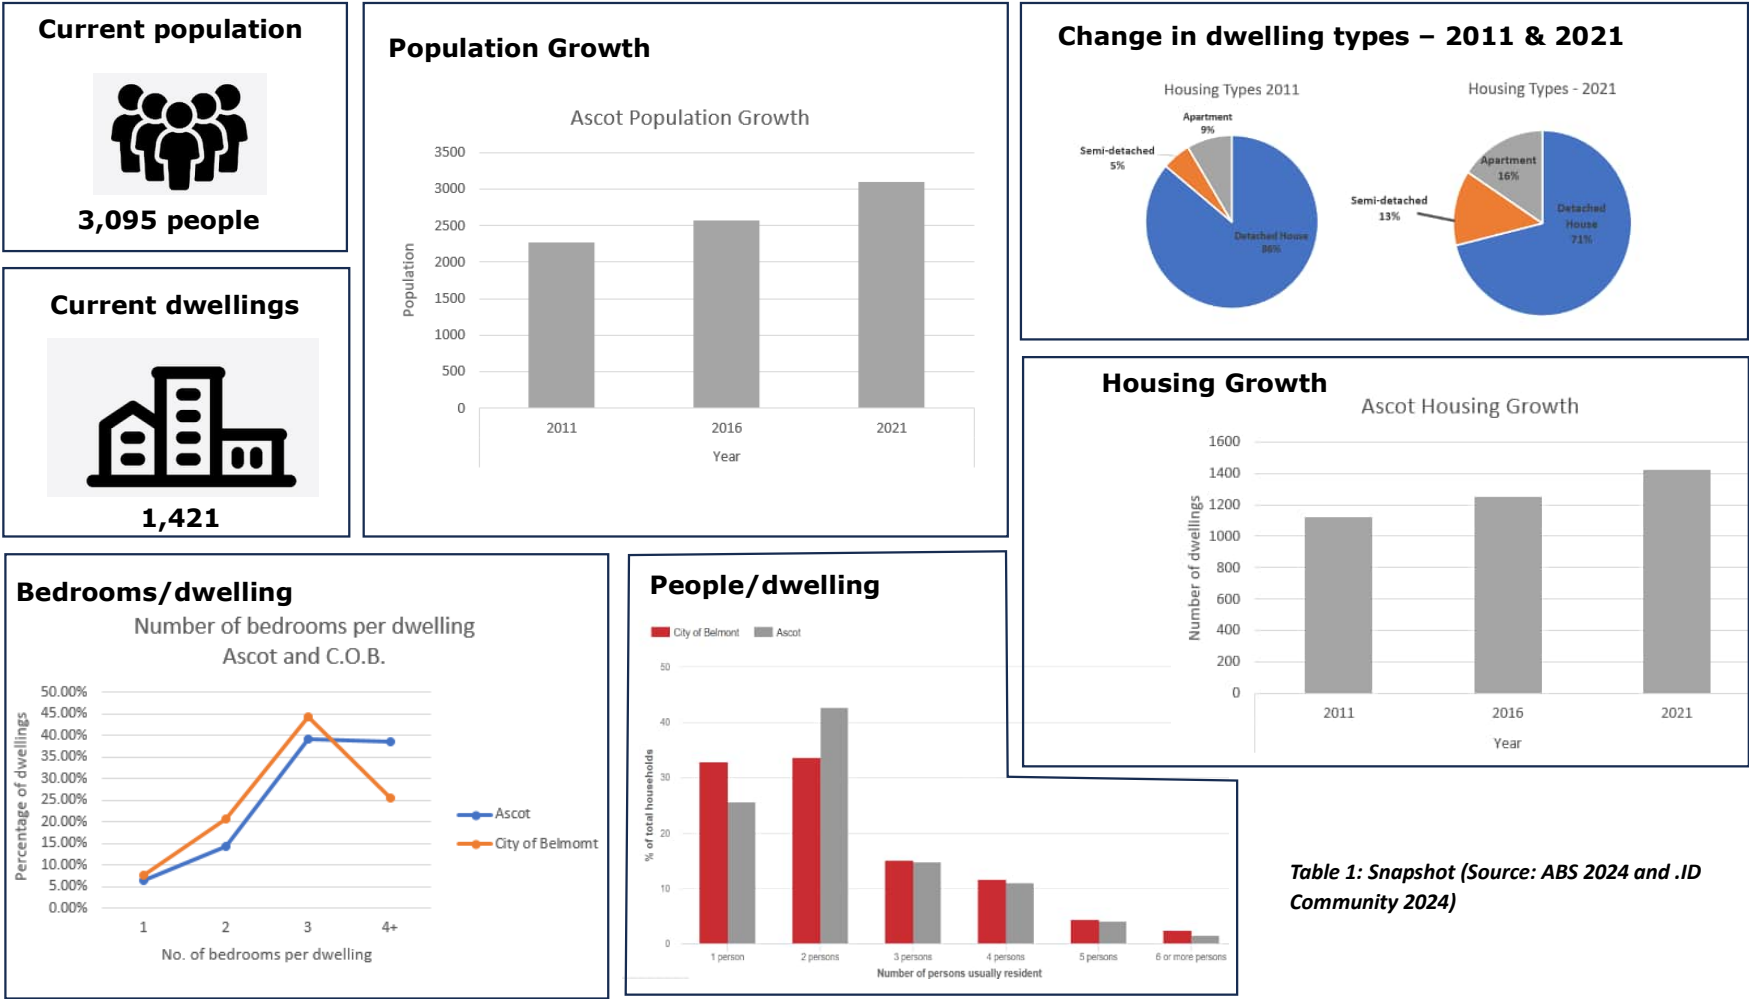 Current population
3,095 people
Current dwellings
1,421
Population Growth
Ascot Population Growth
3500
3000
2500
2000
1500
1000
500
0
Population
2011 2016 2021
Year
Change in dwelling types – 2011 & 2021
Housing Types 2011
Apartment
9%
Semi-detached
5%
Detached House
86%
Housing Types - 2021
Apartment
16%
Semi-detached
13%
Detached
House
71%
Housing Growth
Ascot Housing Growth
1600
1400
1200
1000
800
600
400
200
0
Number of dwellings
2011 2016 2021
Year
Bedrooms/dwelling
Number of bedrooms per dwelling
Ascot and C.O.B.
50.00%
45.00%
40.00%
35.00%
30.00%
25.00%
20.00%
15.00%
10.00%
5.00%
0.00%
Percentage of dwellings
1 2 3 4+
No. of bedrooms per dwelling
Ascot
City of Belmomt
People/dwelling
City of Belmont Ascot
50
40
30
20
10
0
% of total households
1 person 2 persons 3 persons 4 persons 5 persons 6 or more persons
Number of persons usually resident
Table 1: Snapshot (Source: ABS 2024 and .ID
Community 2024)